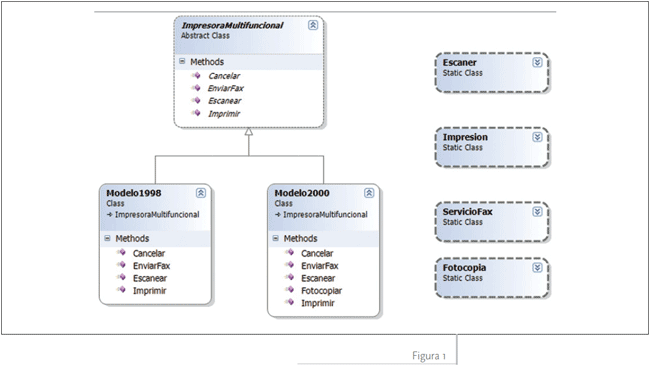 ImpresoraMultifuncional
Abstract Class
Methods
Cancelar
EnviarFax
Escanear
Imprimir
Modelo1998
Class
ImpresoraMultifuncional
Methods
Cancelar
EnviarFax
Escanear
Imprimir
Modelo2000
Class
ImpresoraMultifuncional
Methods
Cancelar
EnviarFax
Escanear
Fotocopiar
Imprimir
Escaner
Static Class
Impresion
Static Class
ServicioFax
Static Class
Fotocopia
Static Class
Figura 1